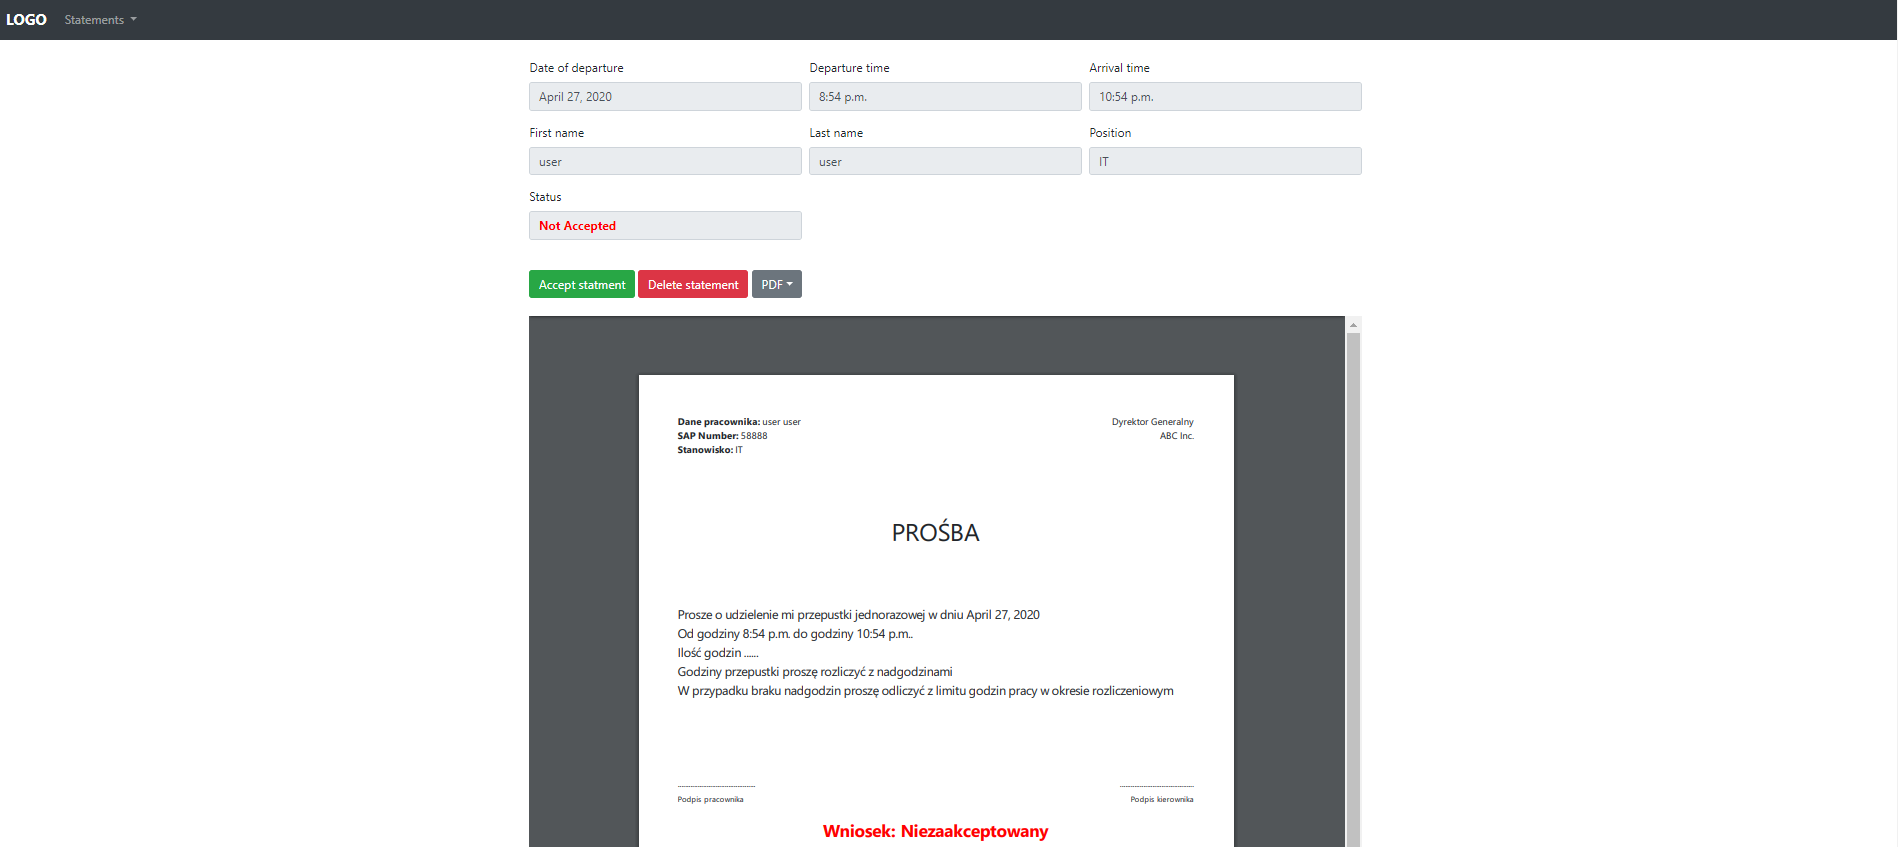 LOGO Statements
Date of departure Departure time Arrival time
April 27, 2020 8:54 p.m. 10:54 p.m.
First name Last name Position
user user IT
Status
Not Accepted
Accept statment Delete statement PDF
Dane pracownika: user user Dyrektor Generalny
SAP Number: 58888 ABC Inc.
Stanowisko: IT
PROŚBA
Prosze o udzielenie mi przepustki jednorazowej w dniu April 27, 2020
Od godziny 8:54 p.m. do godziny 10:54 p.m..
Ilość godzin ......
Godziny przepustki proszę rozliczyć z nadgodzinami
W przypadku braku nadgodzin proszę odliczyć z limitu godzin pracy w okresie rozliczeniowym
Podpis pracownika Podpis kierownika
Wniosek: Niezaakceptowany